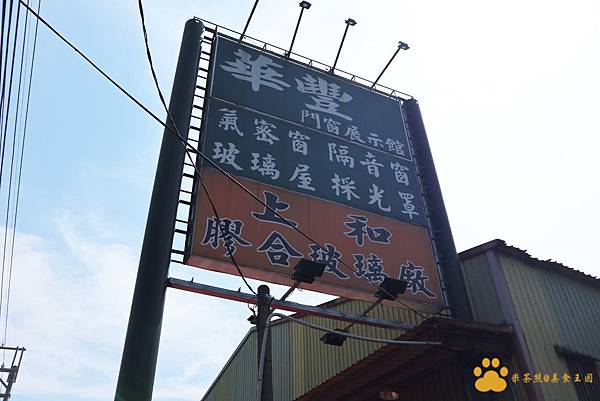 華豐
門窗展示館
氣密窗 隔音窗
玻璃屋 採光罩
上和
膠合玻璃廠
米茶熊@美食王國